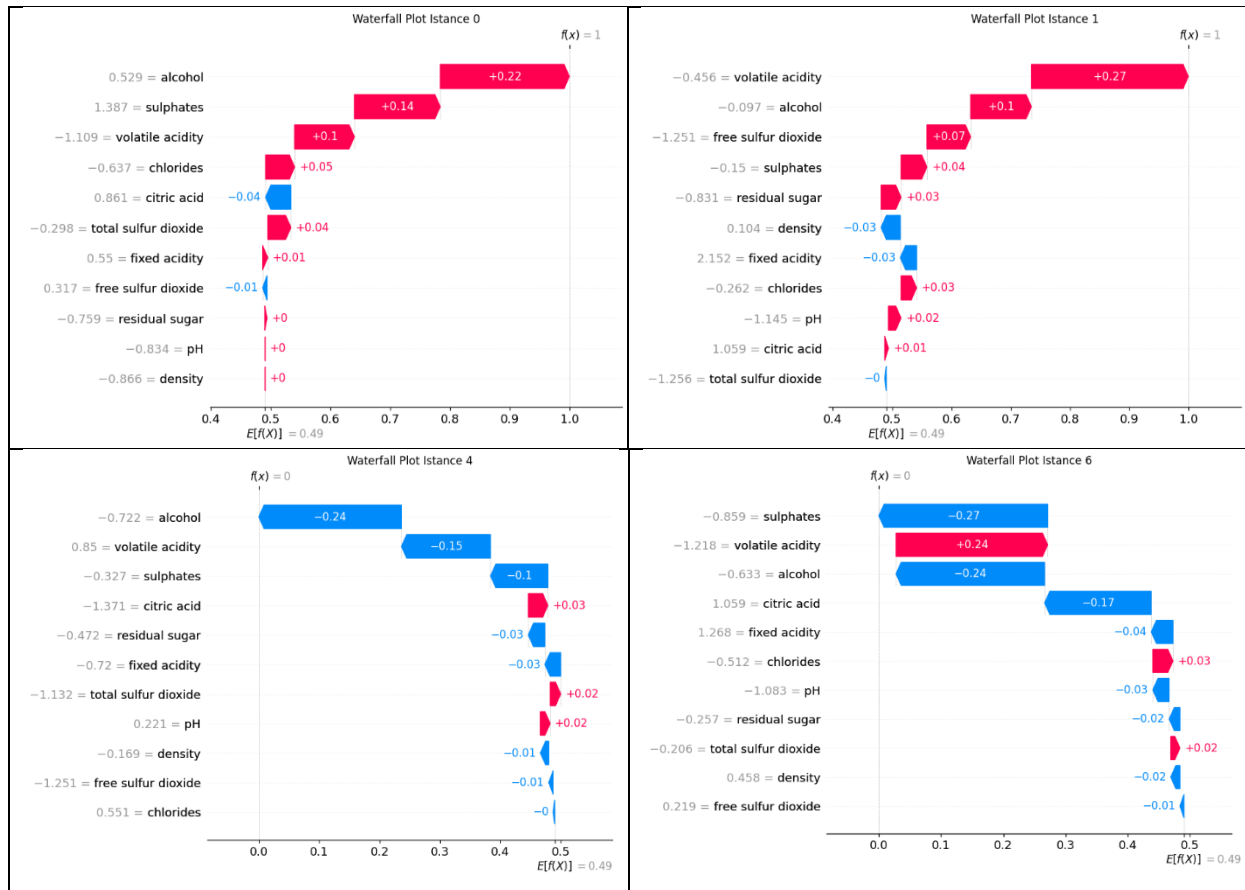 Waterfall Plot Istance 0
f(x) = 1
0.529 = alcohol +0.22
1.387 = sulphates +0.14
−1.109 = volatile acidity +0.1
−0.637 = chlorides +0.05
0.861 = citric acid −0.04
−0.298 = total sulfur dioxide +0.04
0.55 = fixed acidity +0.01
0.317 = free sulfur dioxide −0.01
−0.759 = residual sugar +0
−0.834 = pH +0
−0.866 = density +0
0.4 0.5 0.6 0.7 0.8 0.9 1.0
E[f(X)] = 0.49
Waterfall Plot Istance 1
f(x) = 1
−0.456 = volatile acidity +0.27
−0.097 = alcohol +0.1
−1.251 = free sulfur dioxide +0.07
−0.15 = sulphates +0.04
−0.831 = residual sugar +0.03
0.104 = density −0.03
2.152 = fixed acidity −0.03
−0.262 = chlorides +0.03
−1.145 = pH +0.02
1.059 = citric acid +0.01
−1.256 = total sulfur dioxide −0
0.4 0.5 0.6 0.7 0.8 0.9 1.0
E[f(X)] = 0.49
Waterfall Plot Istance 4
f(x) = 0
−0.722 = alcohol −0.24
0.85 = volatile acidity −0.15
−0.327 = sulphates −0.1
−1.371 = citric acid +0.03
−0.472 = residual sugar −0.03
−0.72 = fixed acidity −0.03
−1.132 = total sulfur dioxide +0.02
0.221 = pH +0.02
−0.169 = density −0.01
−1.251 = free sulfur dioxide −0.01
0.551 = chlorides −0
0.0 0.1 0.2 0.3 0.4 0.5
E[f(X)] = 0.49
Waterfall Plot Istance 6
f(x) = 0
−0.859 = sulphates −0.27
−1.218 = volatile acidity +0.24
−0.633 = alcohol −0.24
1.059 = citric acid −0.17
1.268 = fixed acidity −0.04
−0.512 = chlorides +0.03
−1.083 = pH −0.03
−0.257 = residual sugar −0.02
−0.206 = total sulfur dioxide +0.02
0.458 = density −0.02
0.219 = free sulfur dioxide −0.01
0.0 0.1 0.2 0.3 0.4 0.5
E[f(X)] = 0.49